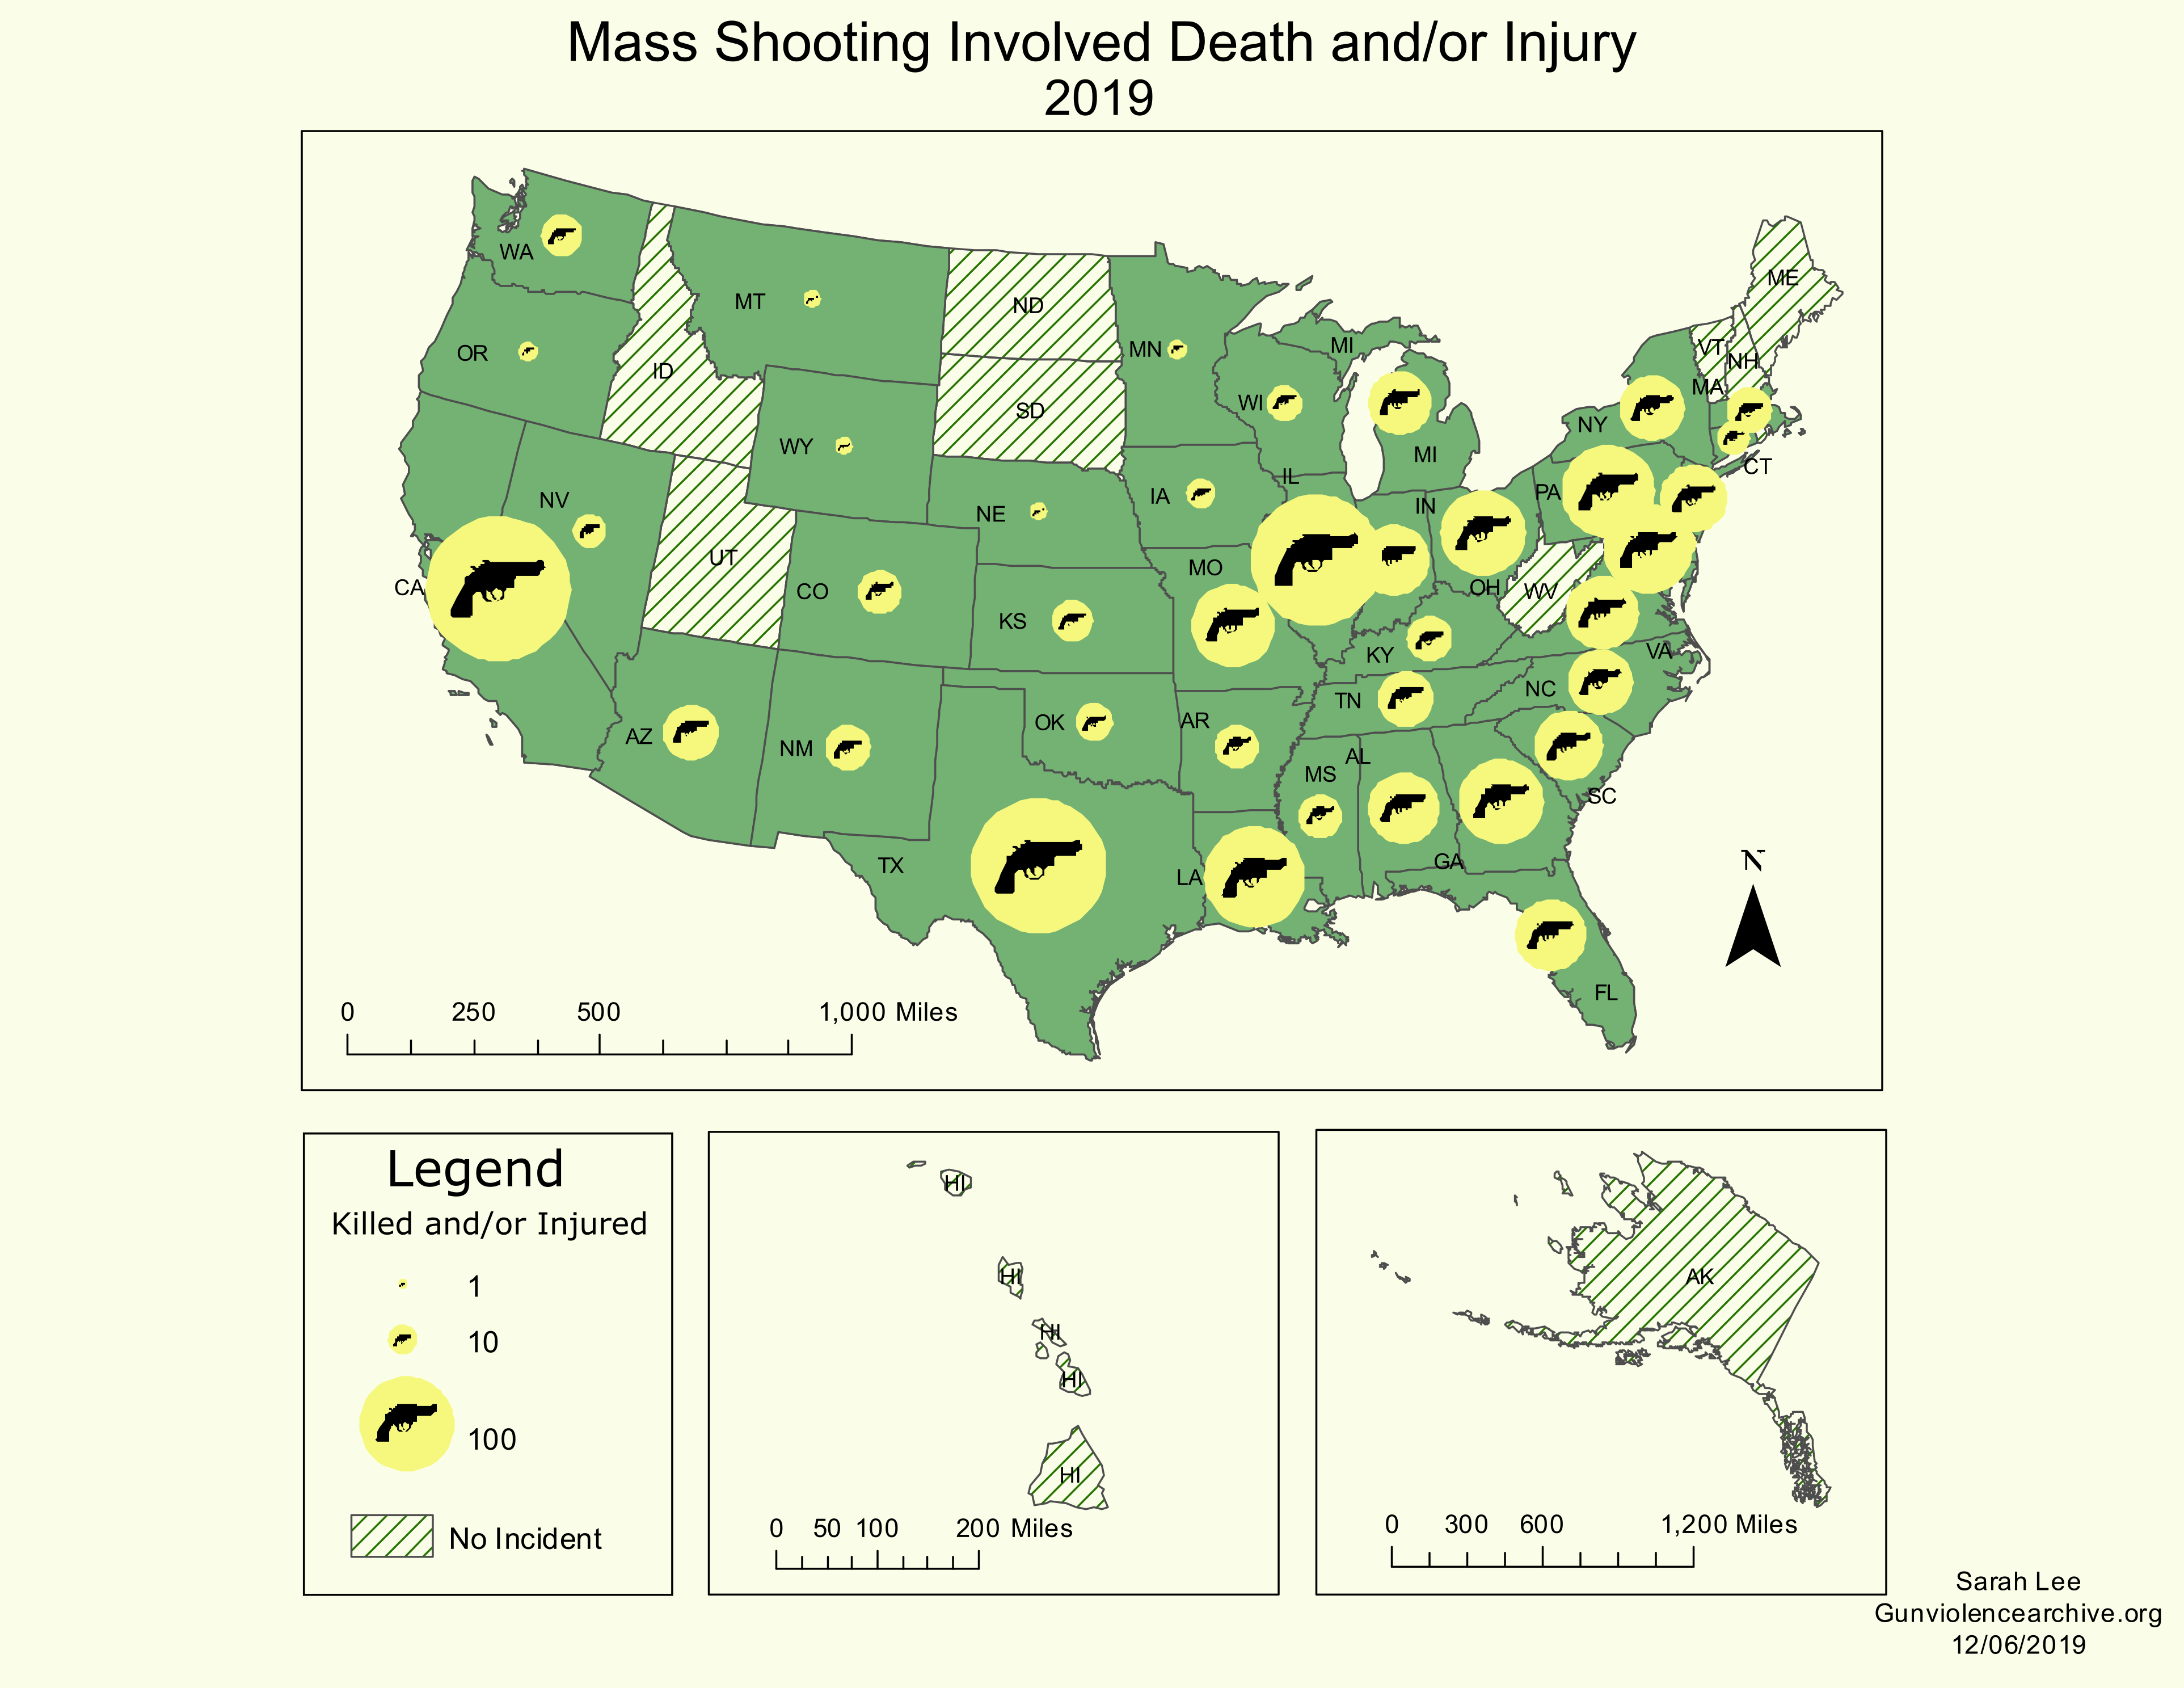 Mass Shooting Involved Death and/or Injury
2019
WA
MT
ND
ME
OR
ID
MN
MI
VT
NH
SD
WI
MA
NY
WY
MI
CT
NV
IA
IL
PA
NE
IN
UT
MO
CA
CO
OH
WV
KS
KY
VA
TN
NC
AZ
NM
OK
AR
AL
MS
SC
TX
LA
GA
N
FL
0 250 500 1,000 Miles
Legend
Killed and/or Injured
1
10
100
No Incident
HI
HI
HI
HI
HI
0 50 100 200 Miles
AK
0 300 600 1,200 Miles
Sarah Lee
Gunviolencearchive.org
12/06/2019